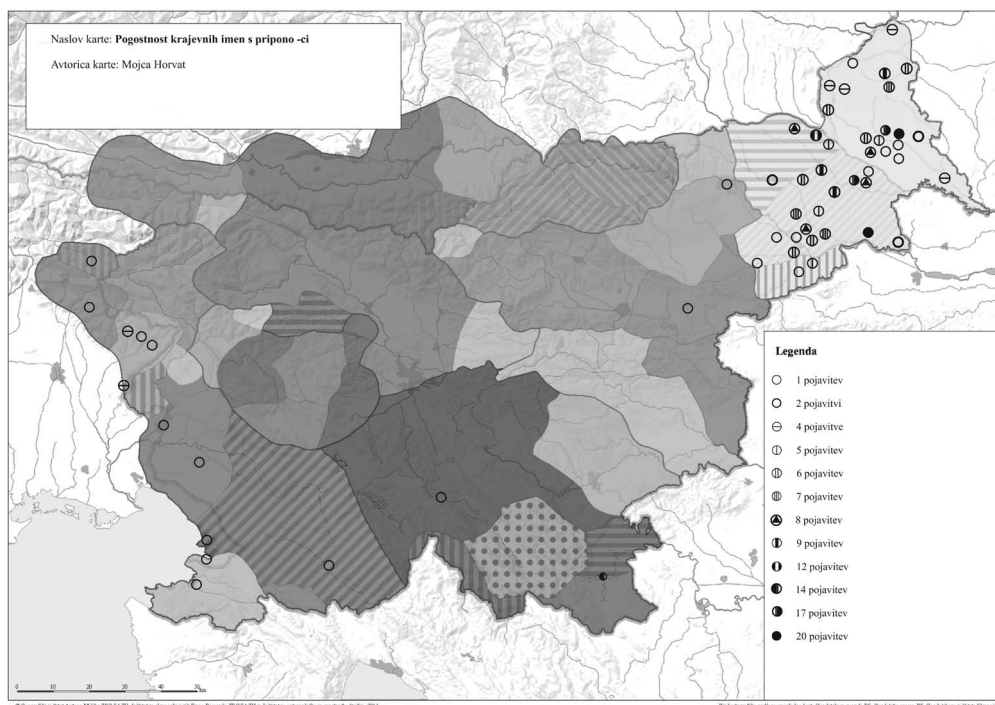 Naslov karte: Pogostnost krajevnih imen s pripono -ci
Avtorica karte: Mojca Horvat
Legenda
1 pojavitev
2 pojavitvi
4 pojavitve
5 pojavitev
6 pojavitev
7 pojavitev
8 pojavitev
9 pojavitev
12 pojavitev
14 pojavitev
17 pojavitev
20 pojavitev
0 10 20 30 40 50
km